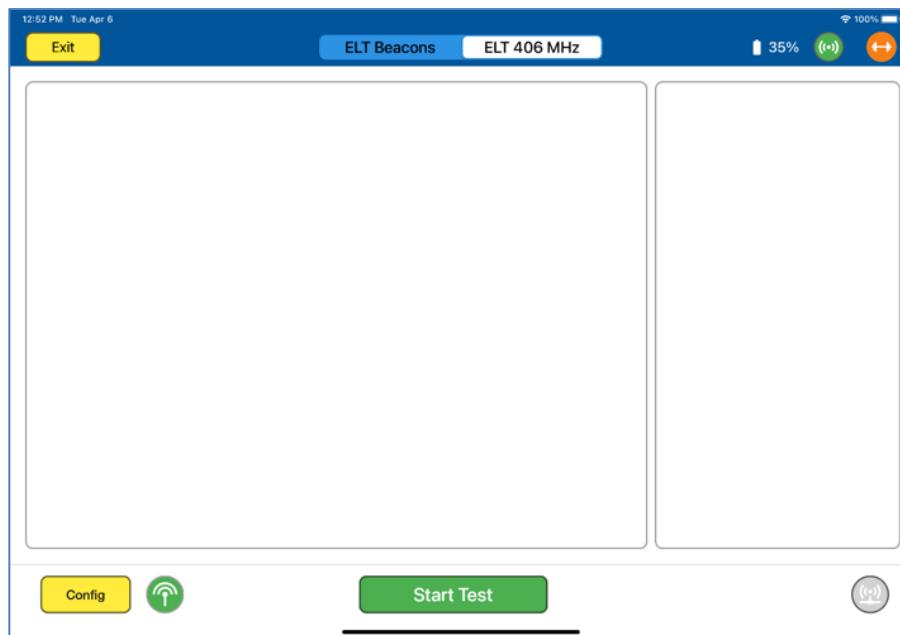 12:52 PM Tue Apr 6
100%
Exit
ELT Beacons
ELT 406 MHz
35%
Config
Start Test